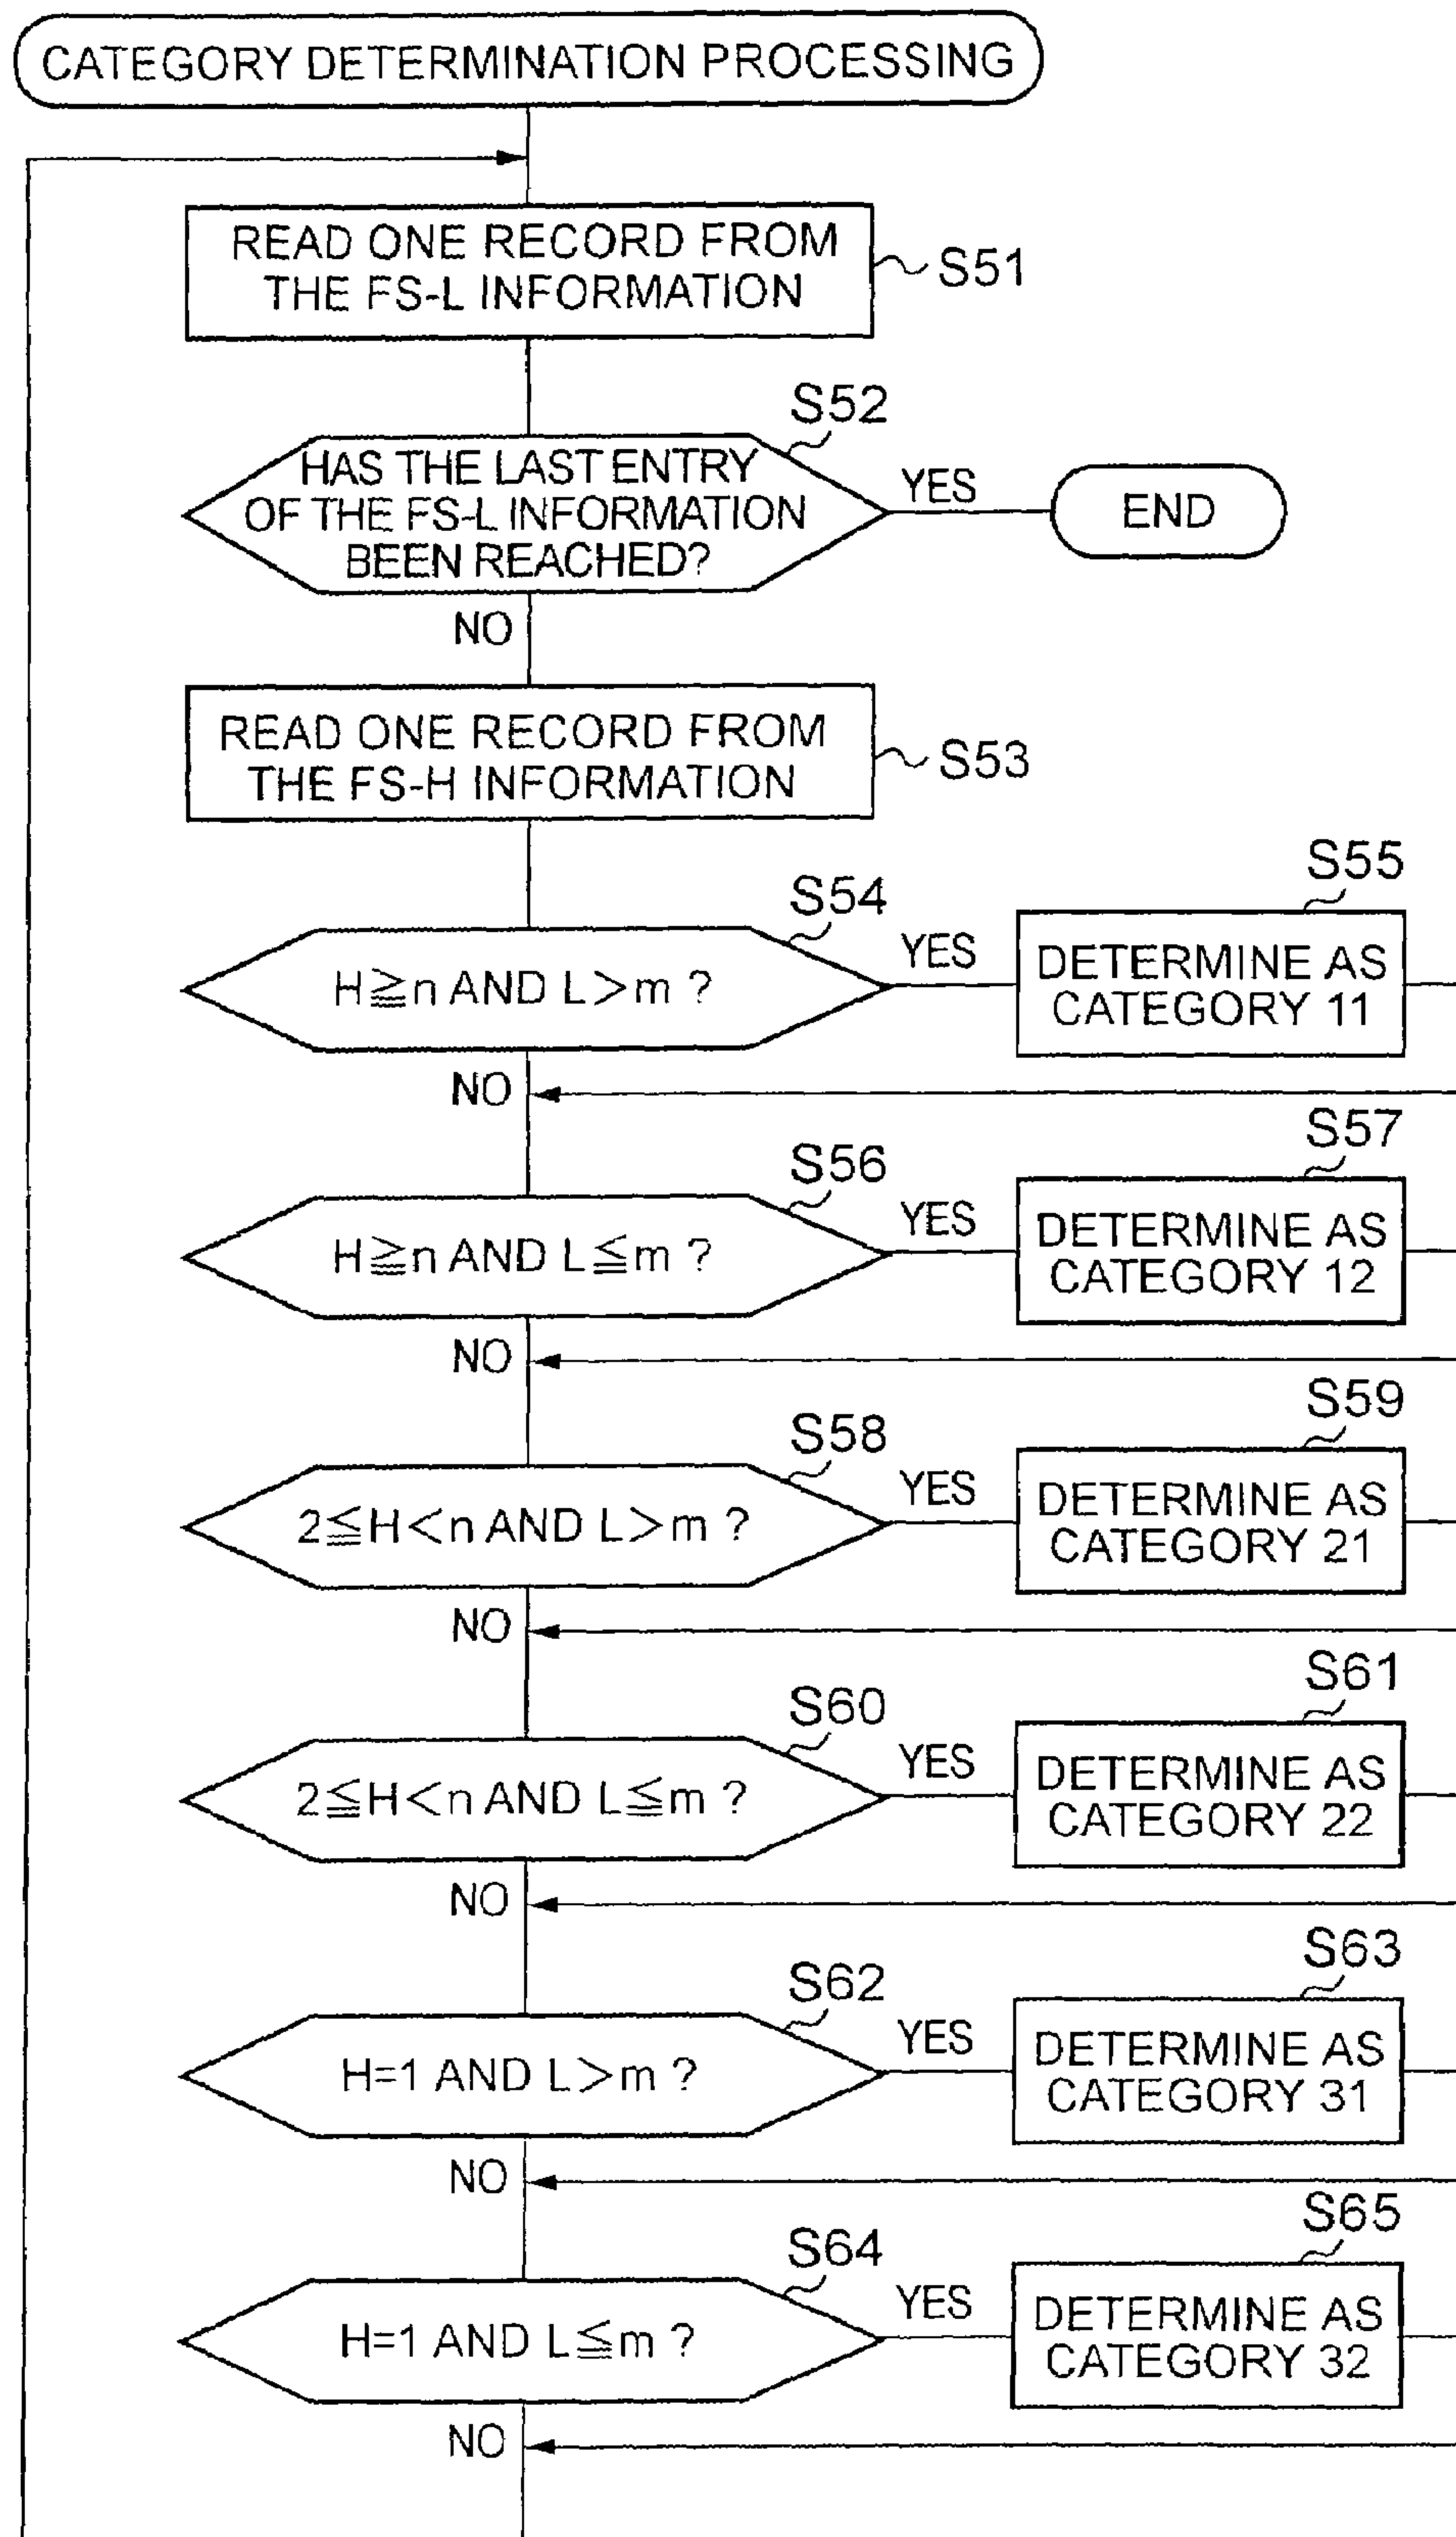 CATEGORY DETERMINATION PROCESSING
READ ONE RECORD FROM
THE FS-L INFORMATION
S51
S52
HAS THE LAST ENTRY
OF THE FS-L INFORMATION
BEEN REACHED?
YES
END
NO
READ ONE RECORD FROM
THE FS-H INFORMATION
S53
S54
H≧n AND L>m ?
YES
S55
DETERMINE AS
CATEGORY 11
NO
S56
H≧n AND L≦m ?
YES
S57
DETERMINE AS
CATEGORY 12
NO
S58
2≦H<n AND L>m ?
YES
S59
DETERMINE AS
CATEGORY 21
NO
S60
2≦H<n AND L≦m ?
YES
S61
DETERMINE AS
CATEGORY 22
NO
S62
H=1 AND L>m ?
YES
S63
DETERMINE AS
CATEGORY 31
NO
S64
H=1 AND L≦m ?
YES
S65
DETERMINE AS
CATEGORY 32
NO